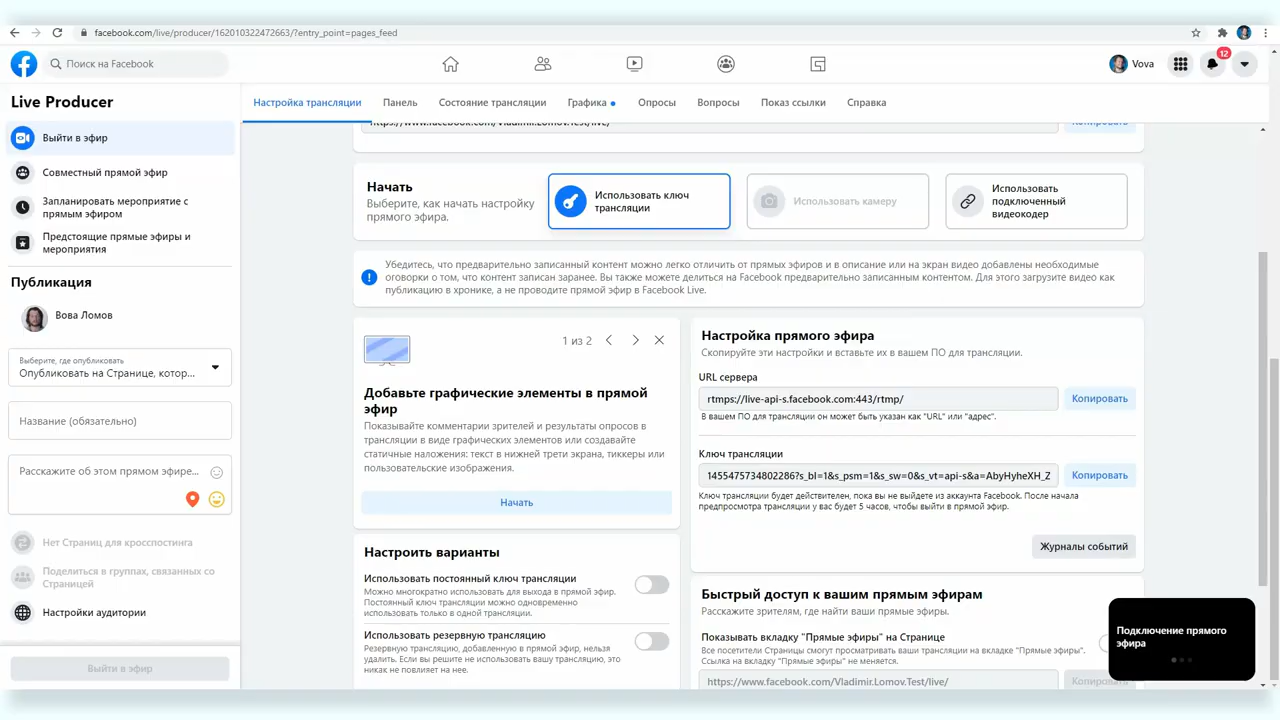 facebook.com/live/producer/162010322472663/?entry_point=pages_feed
Поиск на Facebook
Vova
12
Live Producer
Выйти в эфир
Совместный прямой эфир
Запланировать мероприятие с
прямым эфиром
Предстоящие прямые эфиры и
мероприятия
Публикация
Вова Ломов
Выберите, где опубликовать
Опубликовать на Странице, котор...
Название (обязательно)
Расскажите об этом прямом эфире...
Нет Страниц для кросспостинга
Поделиться в группах, связанных со
Страницей
Настройки аудитории
Выйти в эфир
Настройка трансляции
Панель
Состояние трансляции
Графика
Опросы
Вопросы
Показ ссылки
Справка
https://www.facebook.com/Vladimir.Lomov.Test/live/
Копировать
Начать
Выберите, как начать настройку
прямого эфира.
Использовать ключ
трансляции
Использовать камеру
Использовать
подключенный
видеокодер
Убедитесь, что предварительно записанный контент можно легко отличить от прямых эфиров и в описание или на экран видео добавлены необходимые
оговорки о том, что контент записан заранее. Вы также можете делиться на Facebook предварительно записанным контентом. Для этого загрузите видео как
публикацию в хронике, а не проводите прямой эфир в Facebook Live.
1 из 2
Добавьте графические элементы в прямой
эфир
Показывайте комментарии зрителей и результаты опросов в
трансляции в виде графических элементов или создавайте
статичные наложения: текст в нижней трети экрана, тиккеры или
пользовательские изображения.
Начать
Настроить варианты
Использовать постоянный ключ трансляции
Можно многократно использовать для выхода в прямой эфир.
Постоянный ключ трансляции можно одновременно
использовать только в одной трансляции.
Использовать резервную трансляцию
Резервную трансляцию, добавленную в прямой эфир, нельзя
удалить. Если вы решите не использовать вашу трансляцию, это
никак не повлияет на нее.
Настройка прямого эфира
Скопируйте эти настройки и вставьте их в вашем ПО для трансляции.
URL сервера
rtmps://live-api-s.facebook.com:443/rtmp/
Копировать
В вашем ПО для трансляции он может быть указан как "URL" или "адрес".
Ключ трансляции
1455475734802286?s_bl=1&s_psm=1&s_sw=0&s_vt=api-s&a=AbyHyheXH_Z
Копировать
Ключ трансляции будет действителен, пока вы не выйдете из аккаунта Facebook. После начала
предпросмотра трансляции у вас будет 5 часов, чтобы выйти в прямой эфир.
Журналы событий
Быстрый доступ к вашим прямым эфирам
Расскажите зрителям, где найти ваши прямые эфиры.
Показывать вкладку "Прямые эфиры" на Странице
Все посетители Страницы смогут просматривать ваши трансляции на вкладке "Прямые эфиры".
Ссылка на вкладку "Прямые эфиры" не меняется.
https://www.facebook.com/Vladimir.Lomov.Test/live/
Копировать
Подключение прямого
эфира